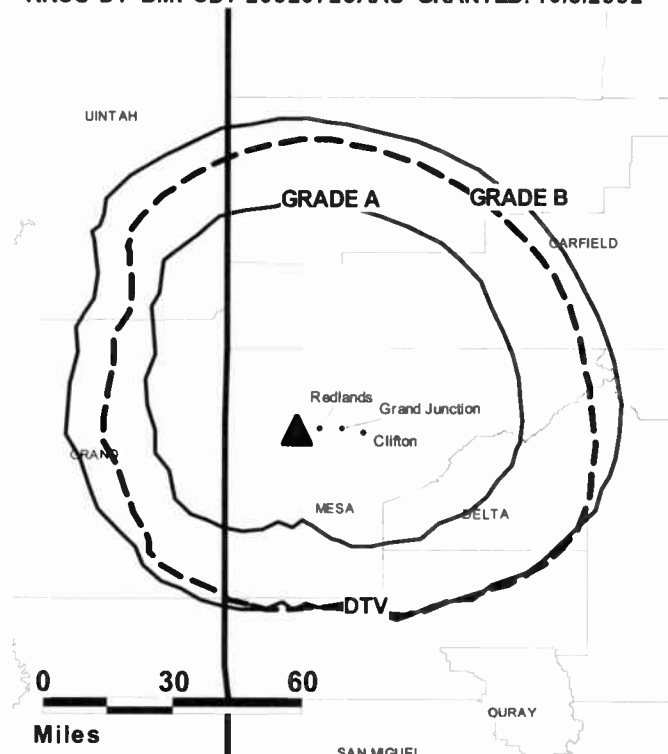 GRANTED:
UINTAH
GRADE A
GRADE B
GARFIELD
Redlands
Grand Junction
Clifton
GRAND
MESA
DELTA
DTV
0 30 60
Miles
OURAY
SAN MIGUEL